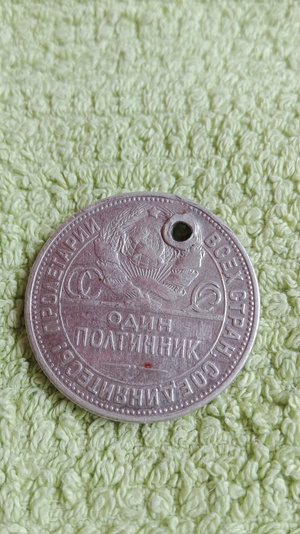 ПРОЛЕТАРИИ ВСЕХ СТРАН, СОЕДИНЯЙТЕСЬ!
ОДИН
ПОЛТИННИК